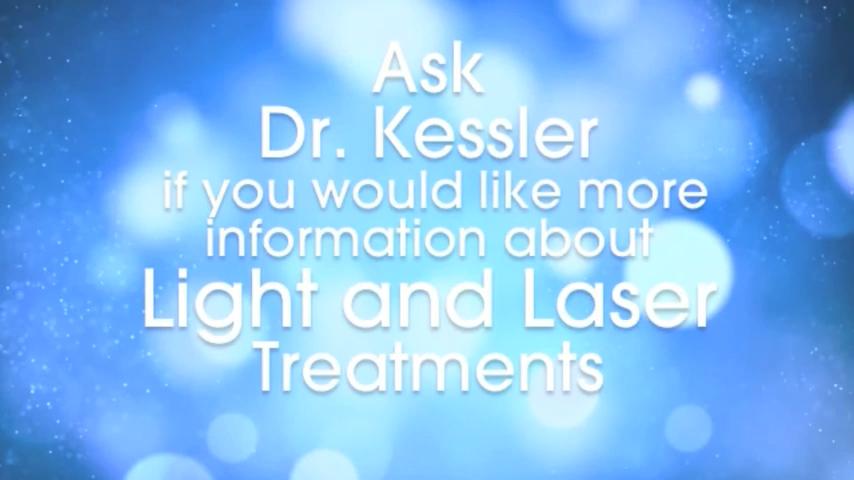 Ask
Dr. Kessler
if you would like more
information about
Light and Laser
Treatments